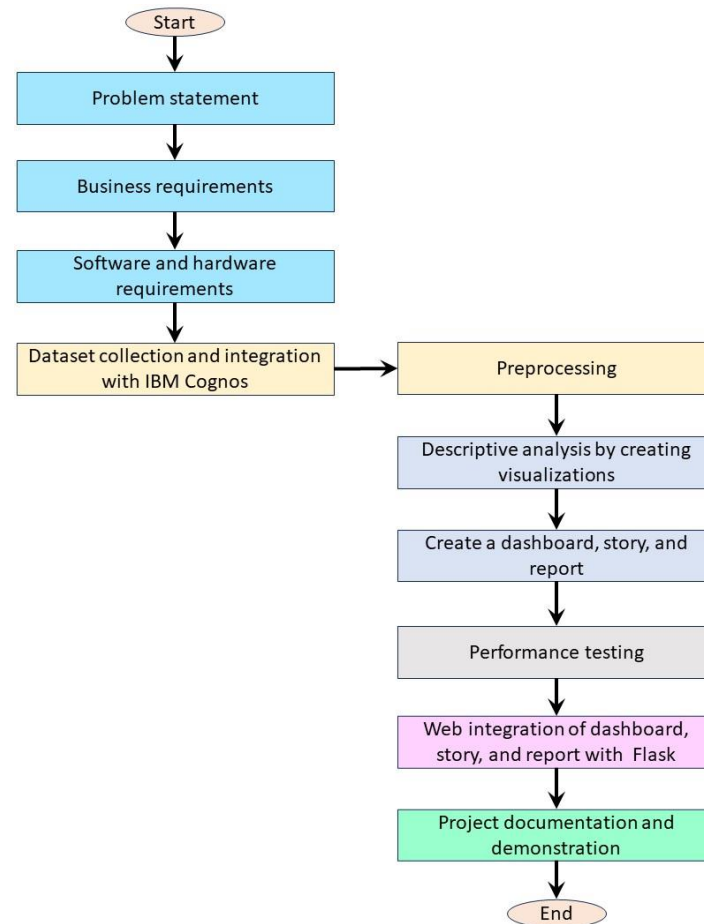 Start
Problem statement
Business requirements
Software and hardware
requirements
Dataset collection and integration
with IBM Cognos
Preprocessing
Descriptive analysis by creating
visualizations
Create a dashboard, story, and
report
Performance testing
Web integration of dashboard,
story, and report with  Flask
Project documentation and
demonstration
End